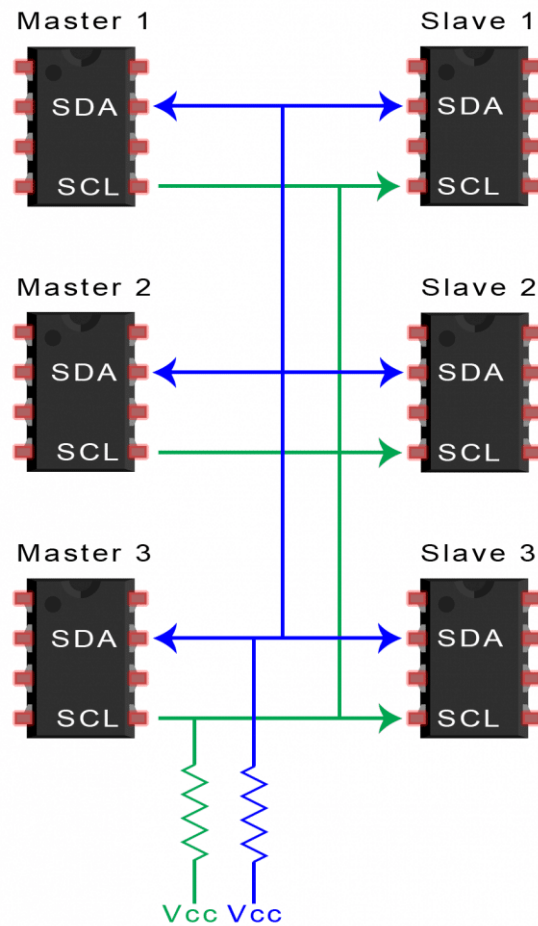 Master 1 Slave 1
SDA SDA
SCL SCL
Master 2 Slave 2
SDA SDA
SCL SCL
Master 3 Slave 3
SDA SDA
SCL SCL
Vcc Vcc